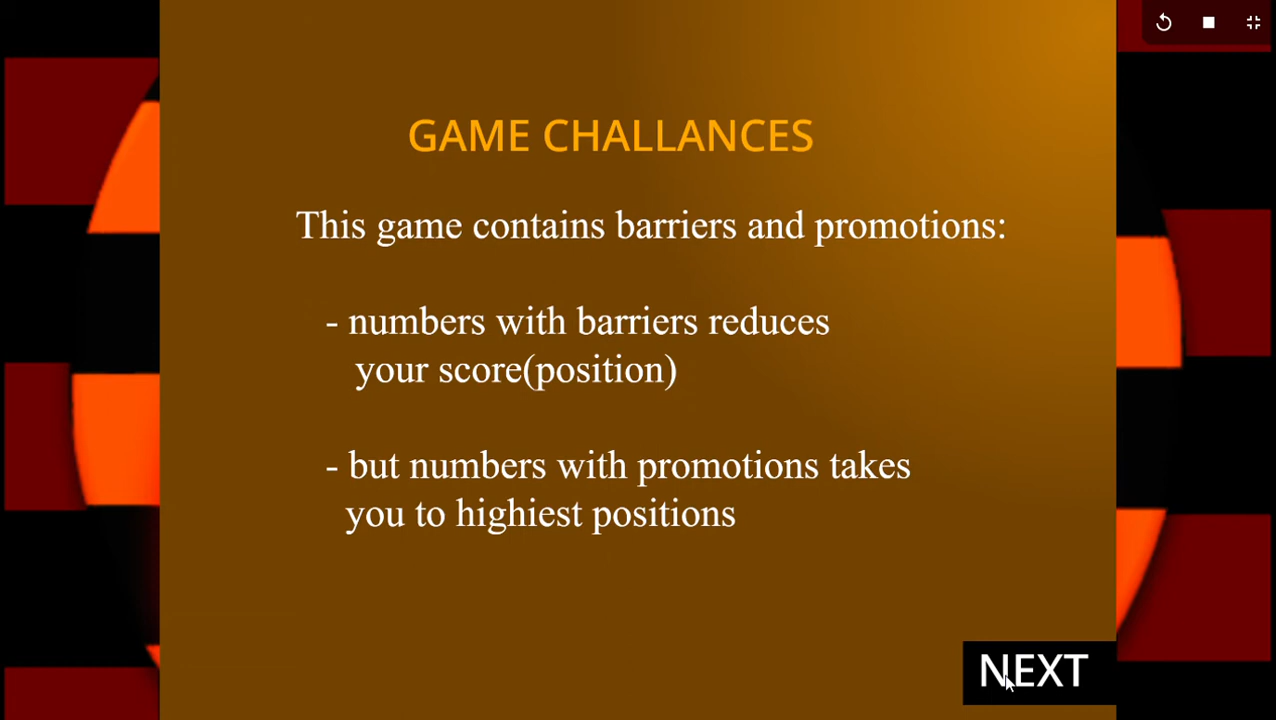 GAME CHALLANCES
This game contains barriers and promotions:
- numbers with barriers reduces
your score(position)
- but numbers with promotions takes
you to highiest positions
NEXT